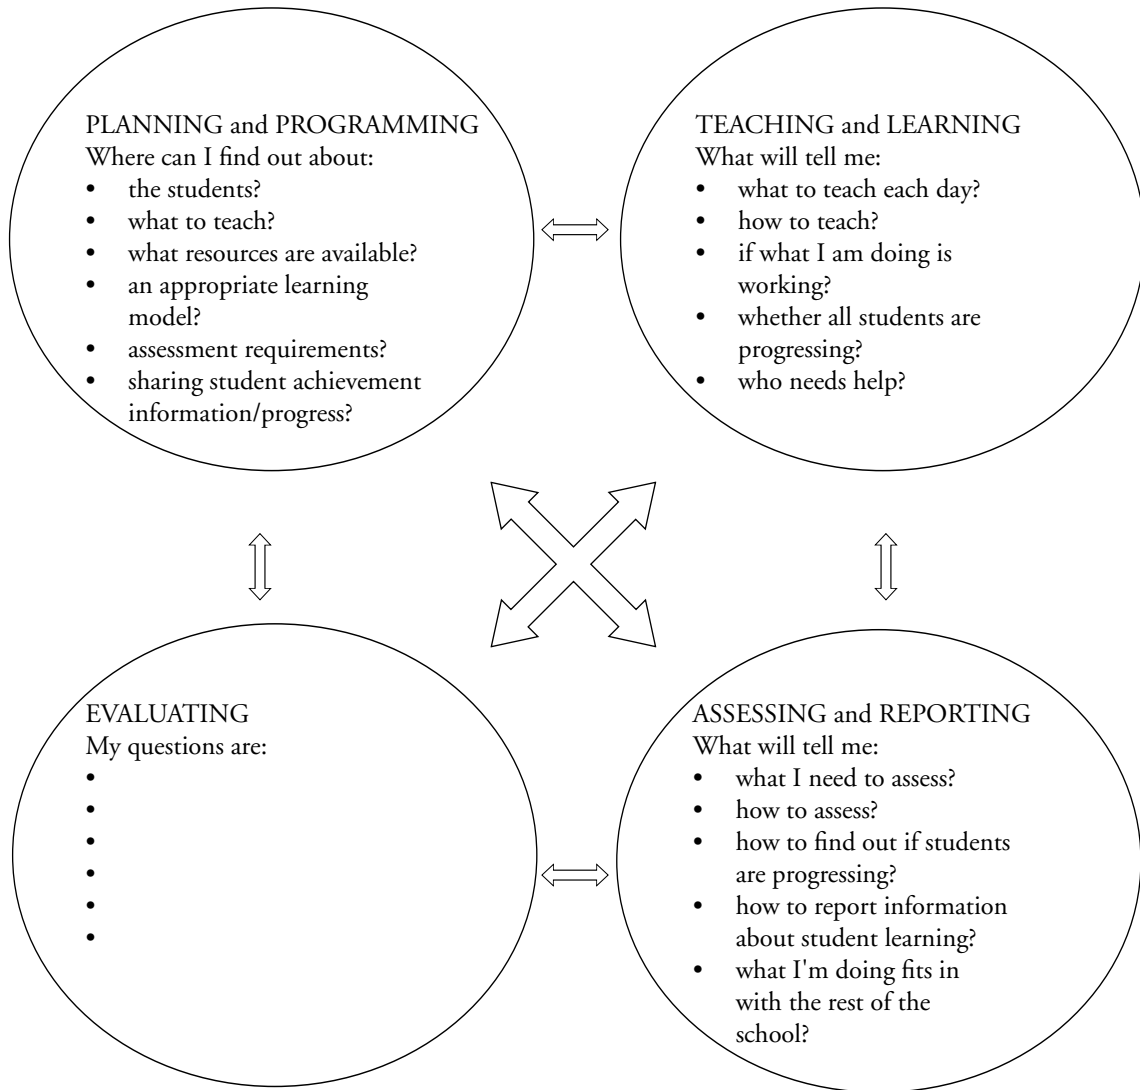 PLANNING and PROGRAMMING
Where can I find out about:
• the students?
• what to teach?
• what resources are available?
• an appropriate learning
model?
• assessment requirements?
• sharing student achievement
information/progress?
TEACHING and LEARNING
What will tell me:
• what to teach each day?
• how to teach?
• if what I am doing is
working?
• whether all students are
progressing?
• who needs help?
EVALUATING
My questions are:
•
•
•
•
•
•
ASSESSING and REPORTING
What will tell me:
• what I need to assess?
• how to assess?
• how to find out if students
are progressing?
• how to report information
about student learning?
• what I'm doing fits in
with the rest of the
school?